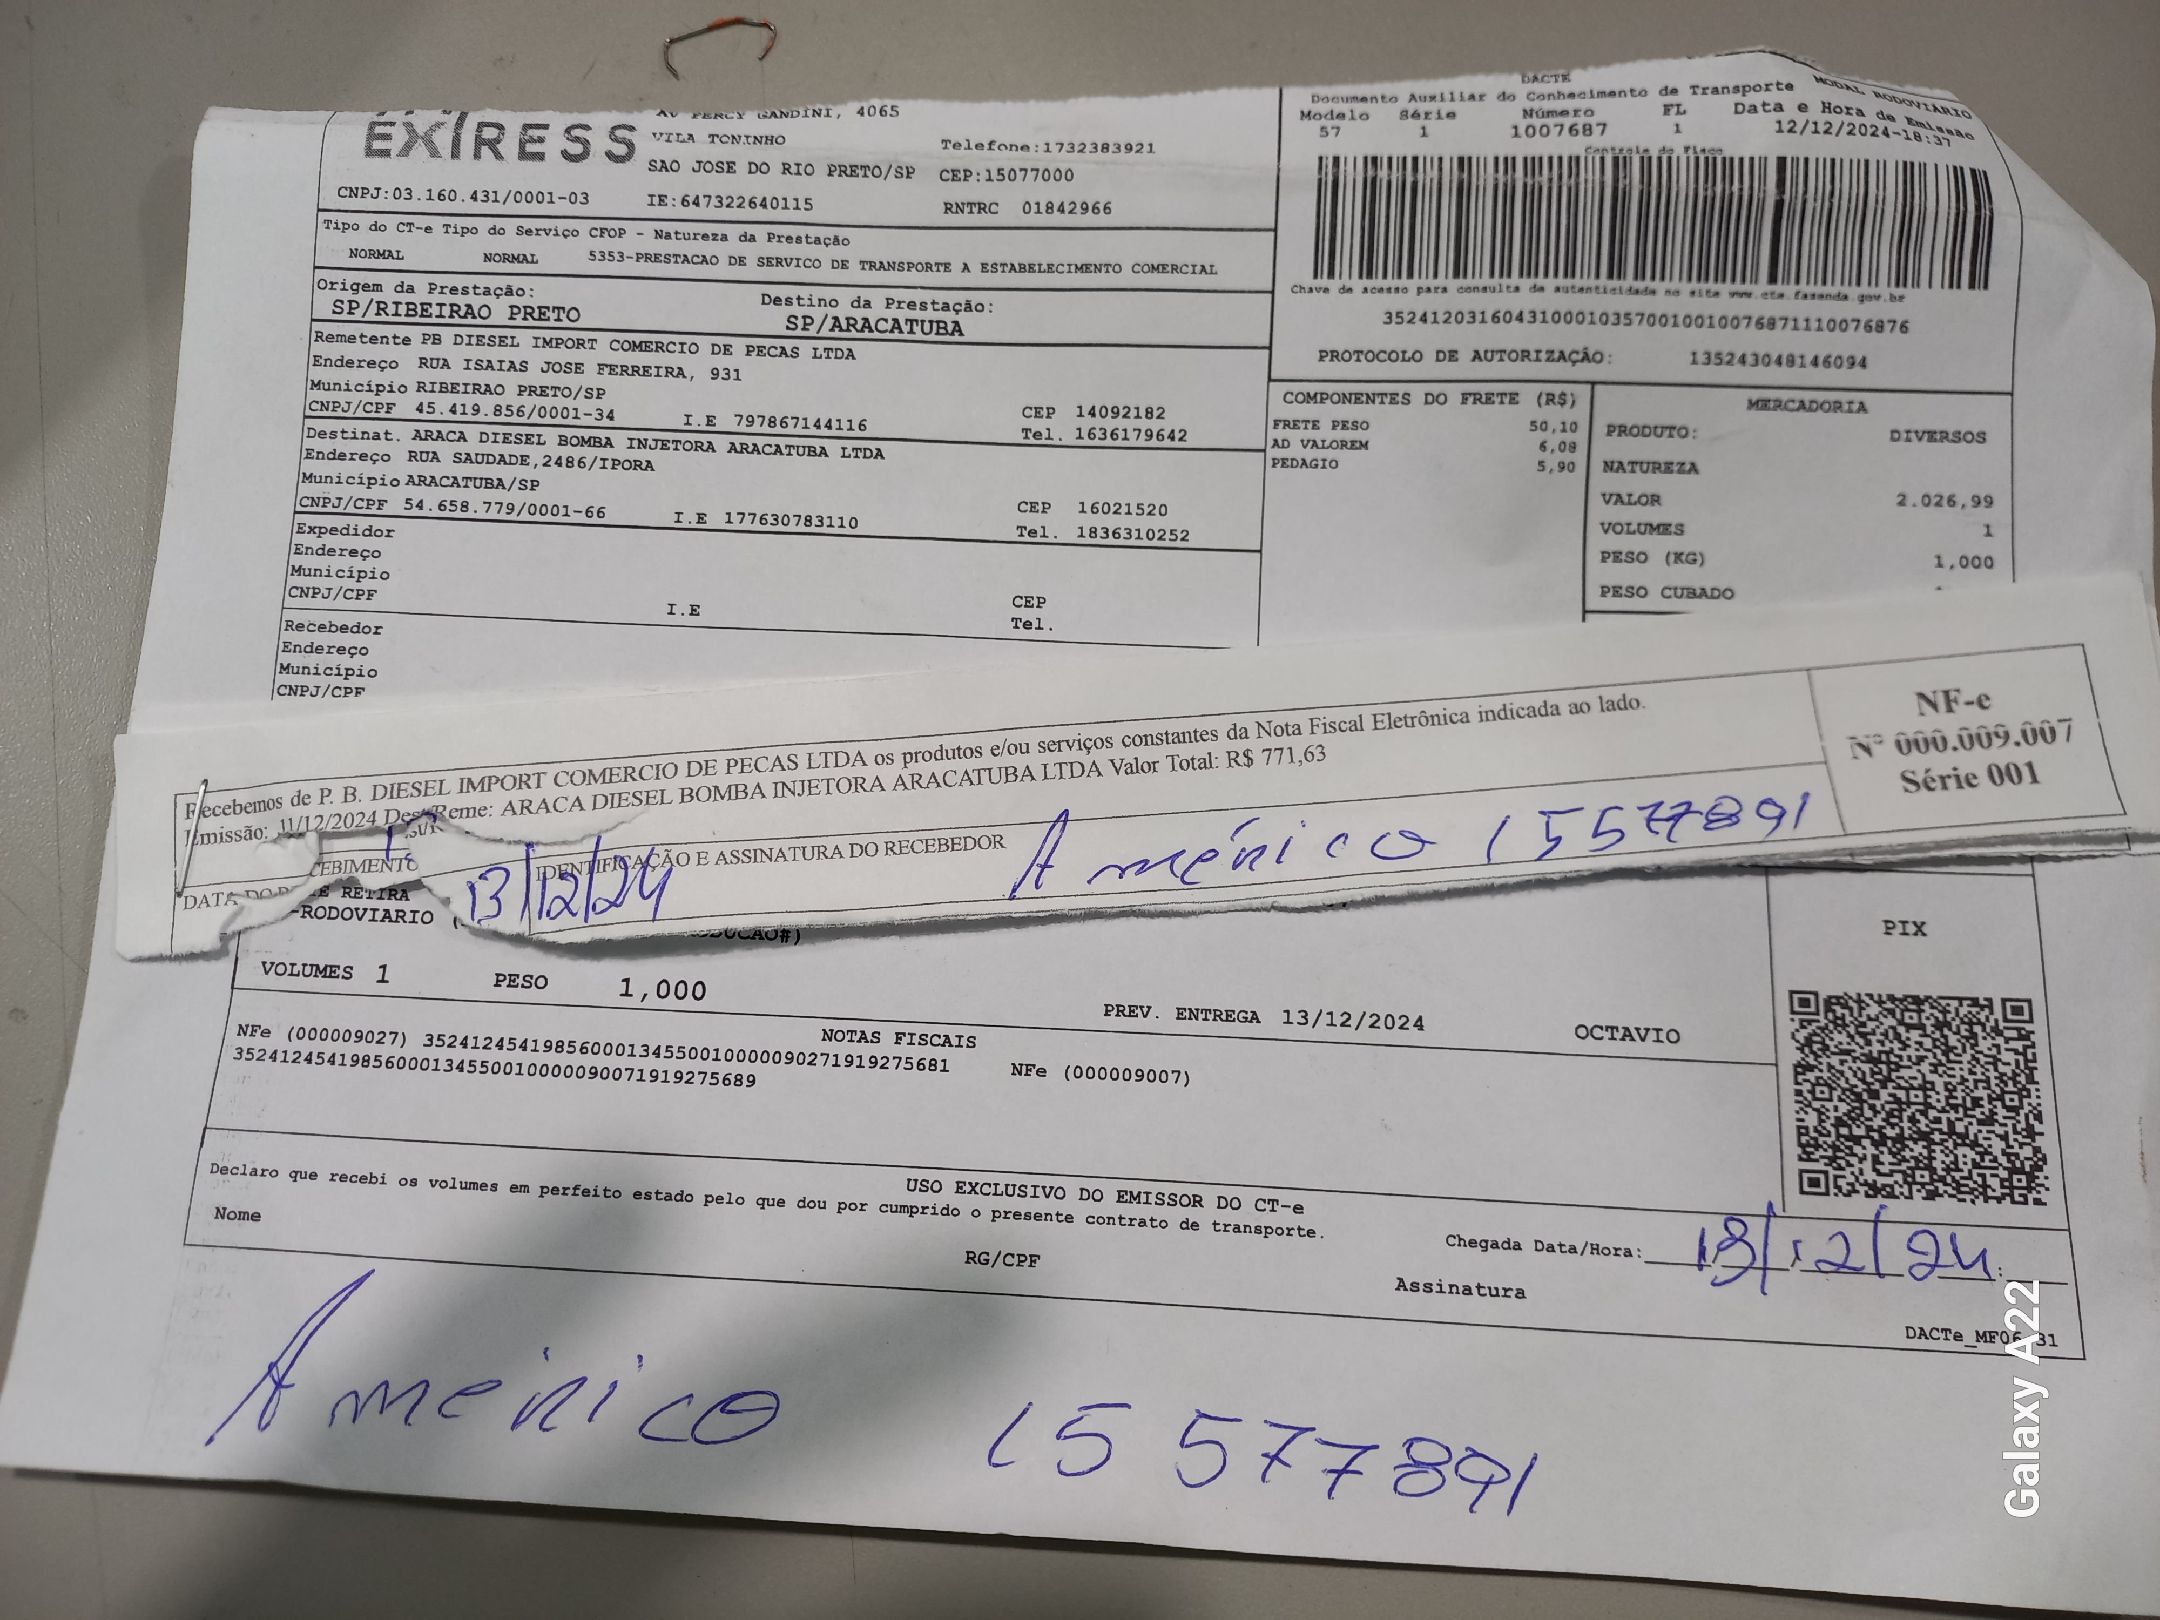 DACTE
Documento Auxiliar do Conhecimento de Transporte
MODAL RODOVIÁRIO
Modelo Série Número FL Data e Hora de Emissão
57 1 1007687 1 12/12/2024-18:37
Controle do Fisco
EXPRESS
AV PERCY GANDINI, 4065
VILA TONINHO
Telefone:1732383921
SAO JOSE DO RIO PRETO/SP CEP:15077000
CNPJ:03.160.431/0001-03 IE:647322640115 RNTRC 01842966
Tipo do CT-e Tipo do Serviço CFOP - Natureza da Prestação
NORMAL NORMAL 5353-PRESTACAO DE SERVICO DE TRANSPORTE A ESTABELECIMENTO COMERCIAL
Chave de acesso para consulta de autenticidade no site www.cte.fazenda.gov.br
35241203160431000103570010010076871110076876
PROTOCOLO DE AUTORIZAÇÃO: 135243048146094
Origem da Prestação: Destino da Prestação:
SP/RIBEIRAO PRETO SP/ARACATUBA
Remetente PB DIESEL IMPORT COMERCIO DE PECAS LTDA
Endereço RUA ISAIAS JOSE FERREIRA, 931
Município RIBEIRAO PRETO/SP CEP 14092182
CNPJ/CPF 45.419.856/0001-34 I.E 797867144116 Tel. 1636179642
Destinat. ARACA DIESEL BOMBA INJETORA ARACATUBA LTDA
Endereço RUA SAUDADE,2486/IPORA
Município ARACATUBA/SP CEP 16021520
CNPJ/CPF 54.658.779/0001-66 I.E 177630783110 Tel. 1836310252
Expedidor
Endereço
Município CEP
CNPJ/CPF I.E Tel.
Recebedor
Endereço
Município
CNPJ/CPF
COMPONENTES DO FRETE (R$)
FRETE PESO 50,10
AD VALOREM 6,08
PEDAGIO 5,90
MERCADORIA
PRODUTO: DIVERSOS
NATUREZA
VALOR 2.026,99
VOLUMES 1
PESO (KG) 1,000
PESO CUBADO
Recebemos de P. B. DIESEL IMPORT COMERCIO DE PECAS LTDA os produtos e/ou serviços constantes da Nota Fiscal Eletrônica indicada ao lado.
Emissão: 11/12/2024 Dest/Reme: ARACA DIESEL BOMBA INJETORA ARACATUBA LTDA Valor Total: R$ 771,63
NF-e
Nº 000.009.007
Série 001
DATA DO RECEBIMENTO
IDENTIFICAÇÃO E ASSINATURA DO RECEBEDOR
13/12/24
Américo 15577891
RETIRA
-RODOVIARIO
VOLUMES 1 PESO 1,000
PREV. ENTREGA 13/12/2024 OCTAVIO
PIX
NOTAS FISCAIS
NFe (000009027) 35241245419856000134550010000090271919275681 NFe (000009007)
35241245419856000134550010000090071919275689
USO EXCLUSIVO DO EMISSOR DO CT-e
Declaro que recebi os volumes em perfeito estado pelo que dou por cumprido o presente contrato de transporte.
Nome RG/CPF Assinatura
Chegada Data/Hora: 13/12/24
Américo 15577891
Galaxy A22